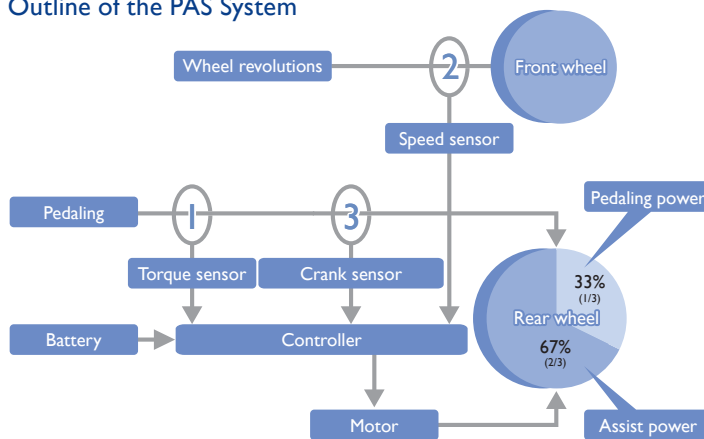 Outline of the PAS System
Wheel revolutions
2
Front wheel
Speed sensor
Pedaling power
Pedaling
1
3
Torque sensor
Crank sensor
33%
(1/3)
Rear wheel
67%
(2/3)
Battery
Controller
Motor
Assist power